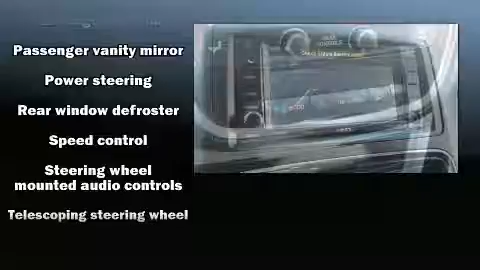 Passenger vanity mirror
Power steering
Rear window defroster
Speed control
Steering wheel
mounted audio controls
Telescoping steering wheel